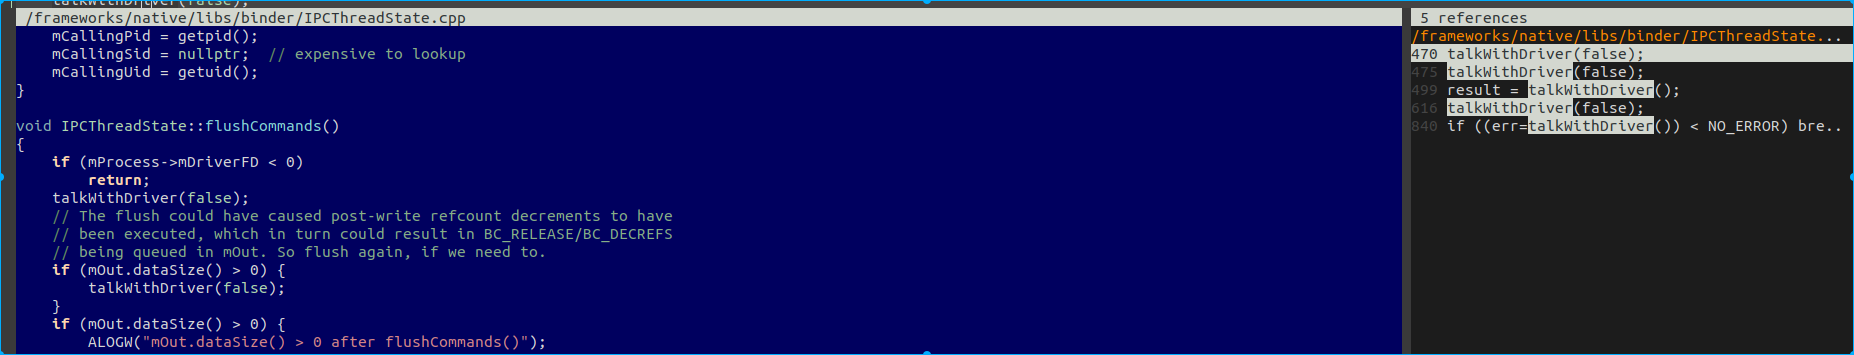 talkWithDriver(false);
/frameworks/native/libs/binder/IPCThreadState.cpp
    mCallingPid = getpid();
    mCallingSid = nullptr;  // expensive to lookup
    mCallingUid = getuid();
}
void IPCThreadState::flushCommands()
{
    if (mProcess->mDriverFD < 0)
        return;
    talkWithDriver(false);
    // The flush could have caused post-write refcount decrements to have
    // been executed, which in turn could result in BC_RELEASE/BC_DECREFS
    // being queued in mOut. So flush again, if we need to.
    if (mOut.dataSize() > 0) {
        talkWithDriver(false);
    }
    if (mOut.dataSize() > 0) {
        ALOGW("mOut.dataSize() > 0 after flushCommands()");
5 references
/frameworks/native/libs/binder/IPCThreadState...
470 talkWithDriver(false);
475 talkWithDriver(false);
499 result = talkWithDriver();
616 talkWithDriver(false);
840 if ((err=talkWithDriver()) < NO_ERROR) bre..